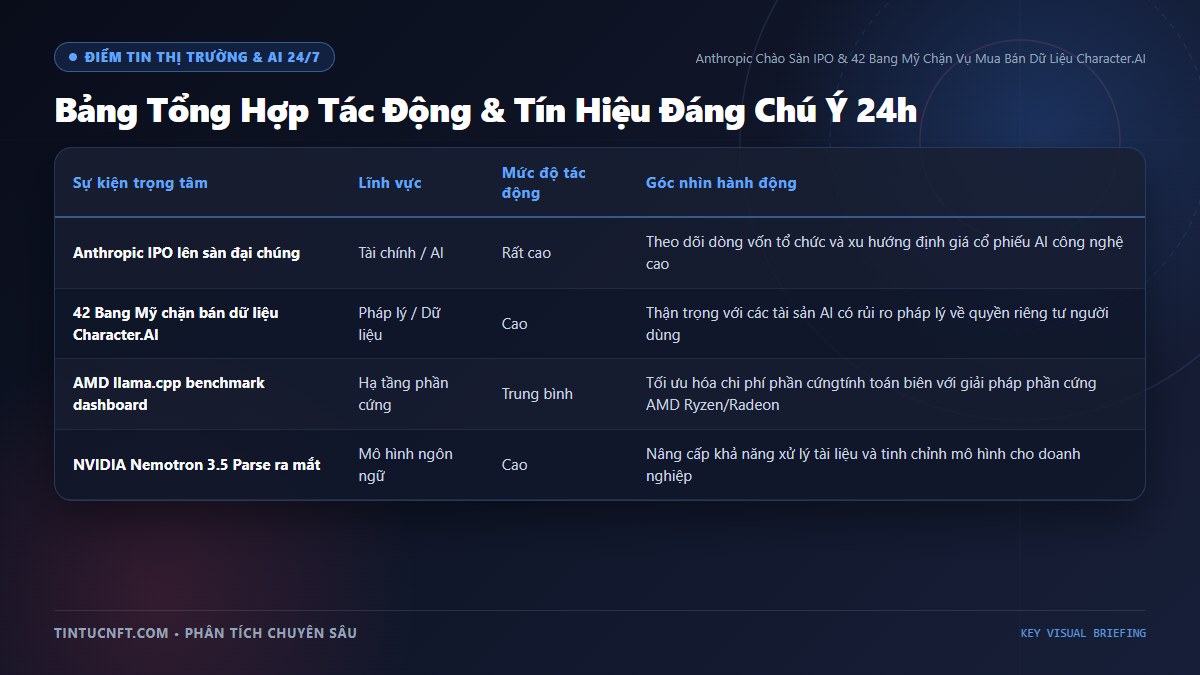 ĐIỂM TIN THỊ TRƯỜNG & AI 24/7
Anthropic Chào Sàn IPO & 42 Bang Mỹ Chặn Vụ Mua Bán Dữ Liệu Character.AI
Bảng Tổng Hợp Tác Động & Tín Hiệu Đáng Chú Ý 24h
Sự kiện trọng tâm
Lĩnh vực
Mức độ tác
động
Góc nhìn hành động
Anthropic IPO lên sàn đại chúng
Tài chính / AI
Rất cao
Theo dõi dòng vốn tổ chức và xu hướng định giá cổ phiếu AI công nghệ
cao
42 Bang Mỹ chặn bán dữ liệu
Character.AI
Pháp lý / Dữ
liệu
Cao
Thận trọng với các tài sản AI có rủi ro pháp lý về quyền riêng tư người
dùng
AMD llama.cpp benchmark
dashboard
Hạ tầng phần
cứng
Trung bình
Tối ưu hóa chi phí phần cứngtính toán biên với giải pháp phần cứng
AMD Ryzen/Radeon
NVIDIA Nemotron 3.5 Parse ra mắt
Mô hình ngôn
ngữ
Cao
Nâng cấp khả năng xử lý tài liệu và tinh chỉnh mô hình cho doanh
nghiệp
TINTUCNFT.COM • PHÂN TÍCH CHUYÊN SÂU
KEY VISUAL BRIEFING